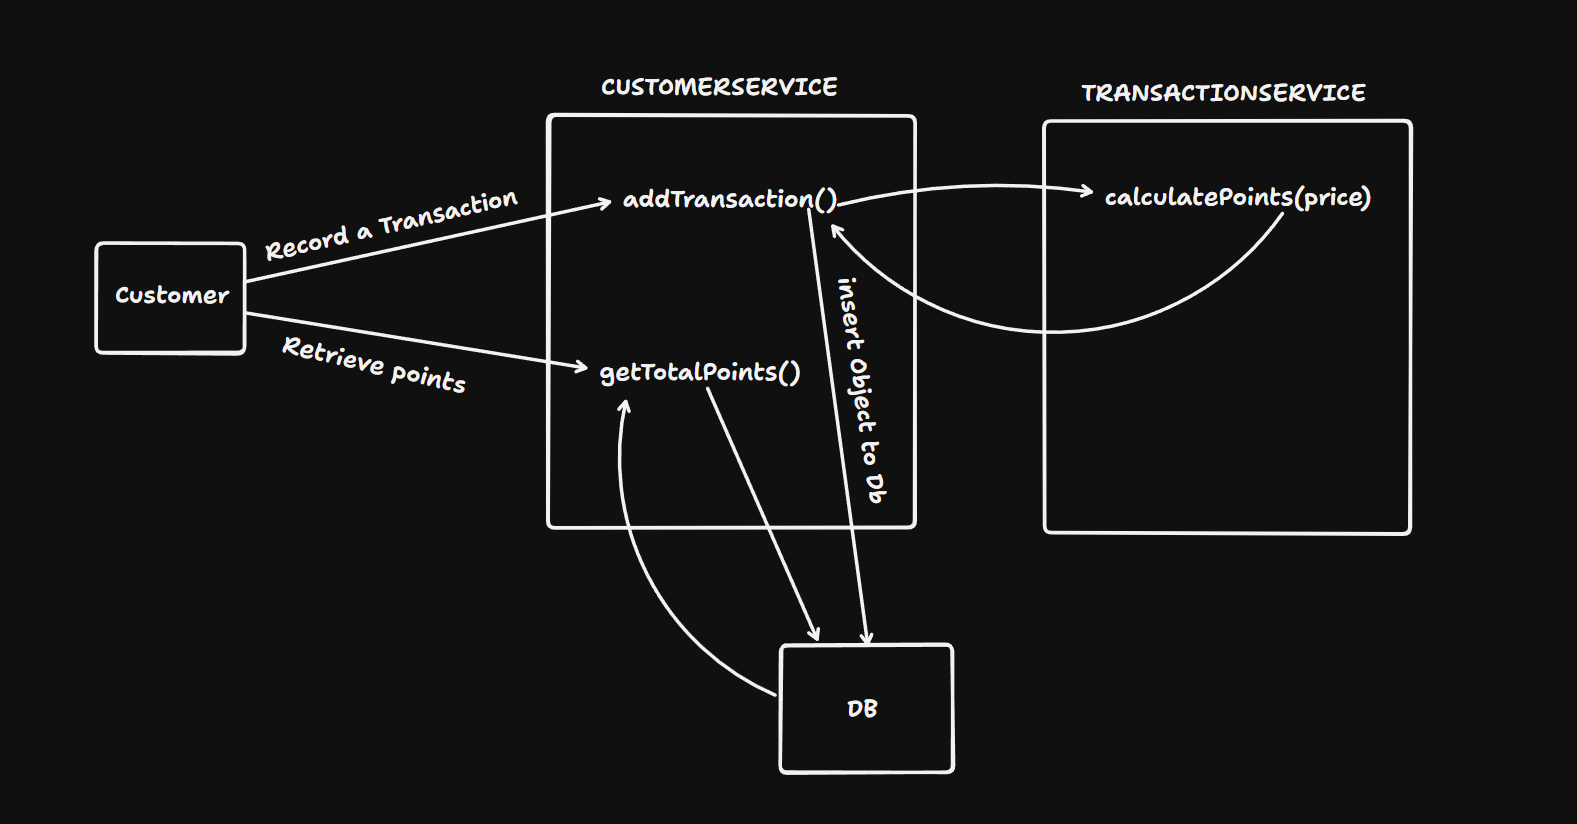 CUSTOMERSERVICE
TRANSACTIONSERVICE
Record a Transaction
addTransaction()
calculatePoints(price)
Customer
insert Object to Db
Retrieve points
getTotalPoints()
DB